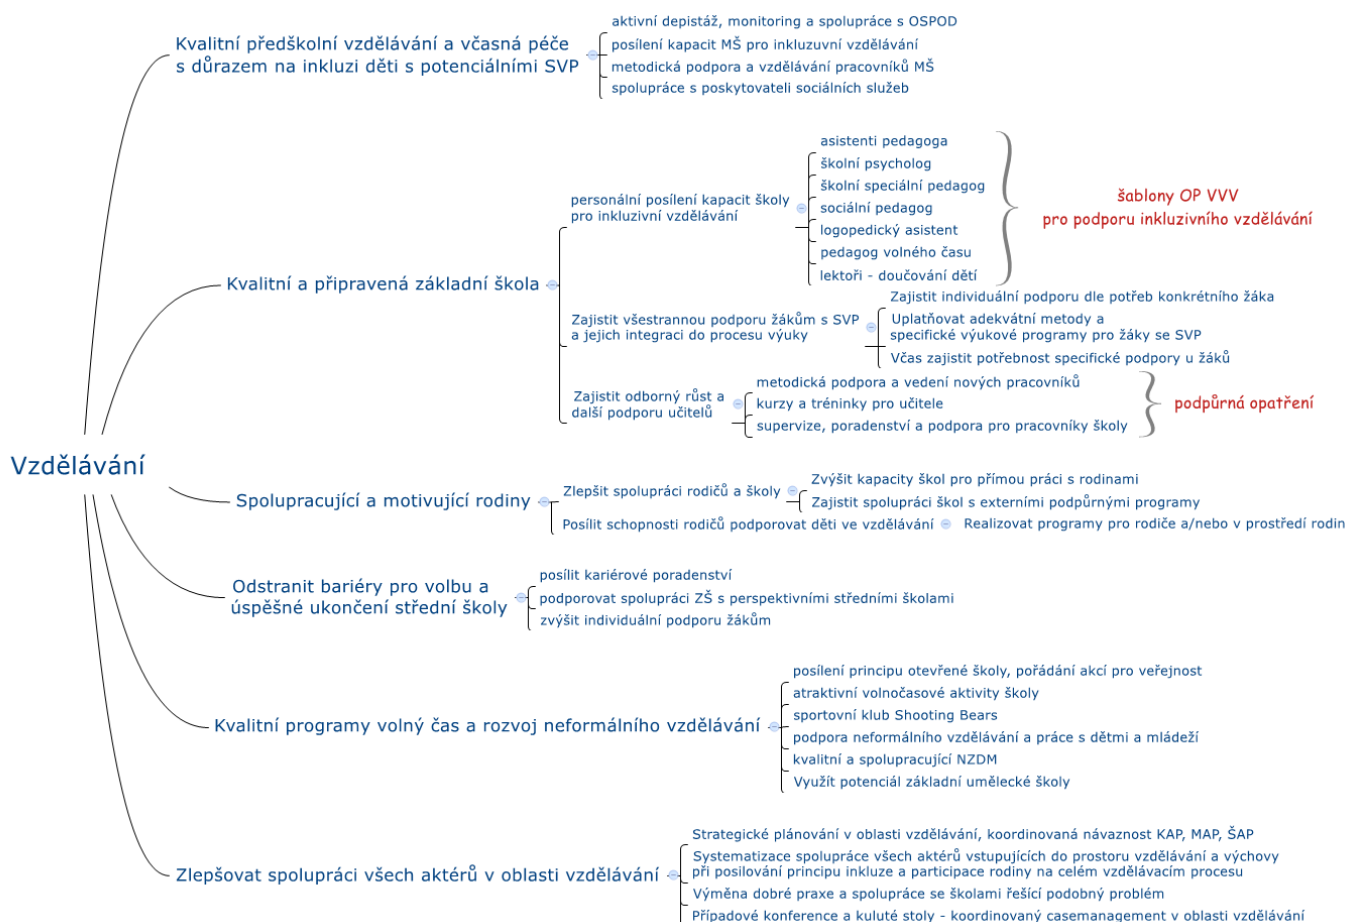 Vzdělávání
Kvalitní předškolní vzdělávání a včasná péče
s důrazem na inkluzi děti s potenciálními SVP
aktivní depistáž, monitoring a spolupráce s OSPOD
posílení kapacit MŠ pro inkluzuvní vzdělávání
metodická podpora a vzdělávání pracovníků MŠ
spolupráce s poskytovateli sociálních služeb
Kvalitní a připravená základní škola
personální posílení kapacit školy
pro inkluzivní vzdělávání
asistenti pedagoga
školní psycholog
školní speciální pedagog
sociální pedagog
logopedický asistent
pedagog volného času
lektoři - doučování dětí
šablony OP VVV
pro podporu inkluzivního vzdělávání
Zajistit všestrannou podporu žákům s SVP
a jejich integraci do procesu výuky
Zajistit individuální podporu dle potřeb konkrétního žáka
Uplatňovat adekvátní metody a
specifické výukové programy pro žáky se SVP
Včas zajistit potřebnost specifické podpory u žáků
Zajistit odborný růst a
další podporu učitelů
metodická podpora a vedení nových pracovníků
kurzy a tréninky pro učitele
supervize, poradenství a podpora pro pracovníky školy
podpůrná opatření
Spolupracující a motivující rodiny
Zlepšit spolupráci rodičů a školy
Zvýšit kapacity škol pro přímou práci s rodinami
Zajistit spolupráci škol s externími podpůrnými programy
Posílit schopnosti rodičů podporovat děti ve vzdělávání
Realizovat programy pro rodiče a/nebo v prostředí rodin
Odstranit bariéry pro volbu a
úspěšné ukončení střední školy
posílit kariérové poradenství
podporovat spolupráci ZŠ s perspektivními středními školami
zvýšit individuální podporu žákům
Kvalitní programy volný čas a rozvoj neformálního vzdělávání
posílení principu otevřené školy, pořádání akcí pro veřejnost
atraktivní volnočasové aktivity školy
sportovní klub Shooting Bears
podpora neformálního vzdělávání a práce s dětmi a mládeží
kvalitní a spolupracující NZDM
Využít potenciál základní umělecké školy
Zlepšovat spolupráci všech aktérů v oblasti vzdělávání
Strategické plánování v oblasti vzdělávání, koordinovaná návaznost KAP, MAP, ŠAP
Systematizace spolupráce všech aktérů vstupujících do prostoru vzdělávání a výchovy
při posilování principu inkluze a participace rodiny na celém vzdělávacím procesu
Výměna dobré praxe a spolupráce se školami řešící podobný problém
Případové konference a kuluté stoly - koordinovaný casemanagement v oblasti vzdělávání